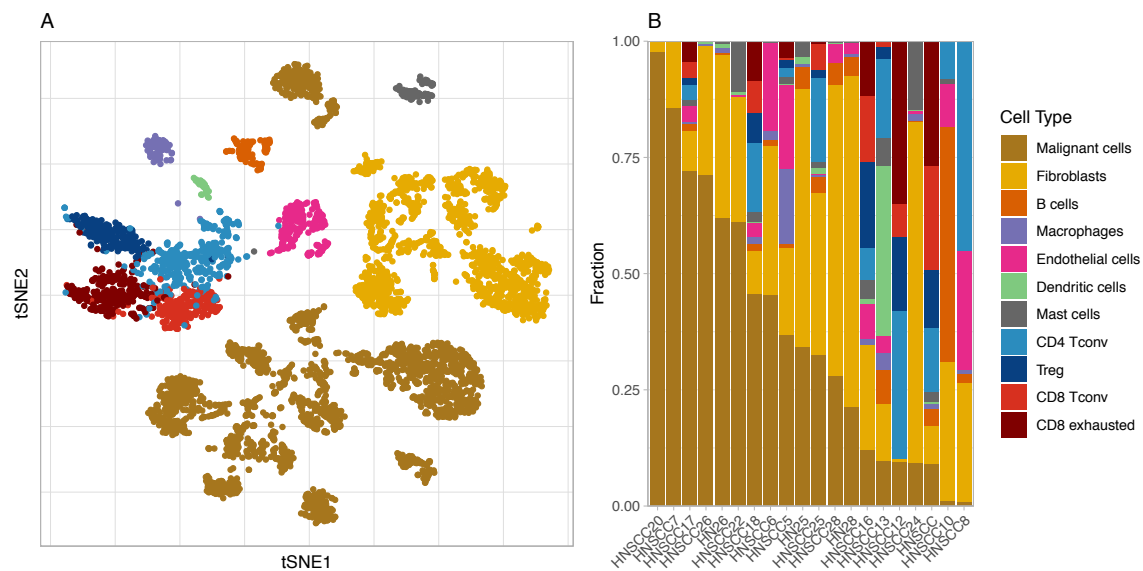 A
B
tSNE2
tSNE1
Fraction
1.00
0.75
0.50
0.25
0.00
HNSCC20
HNSCC7
HNSCC17
HNSCC26
HN26
HNSCC22
HNSCC18
HNSCC6
HNSCC5
HN25
HNSCC25
HNSCC28
HN28
HNSCC16
HNSCC13
HNSCC12
HNSCC24
HNSCC
HNSCC10
HNSCC8
Cell Type
Malignant cells
Fibroblasts
B cells
Macrophages
Endothelial cells
Dendritic cells
Mast cells
CD4 Tconv
Treg
CD8 Tconv
CD8 exhausted